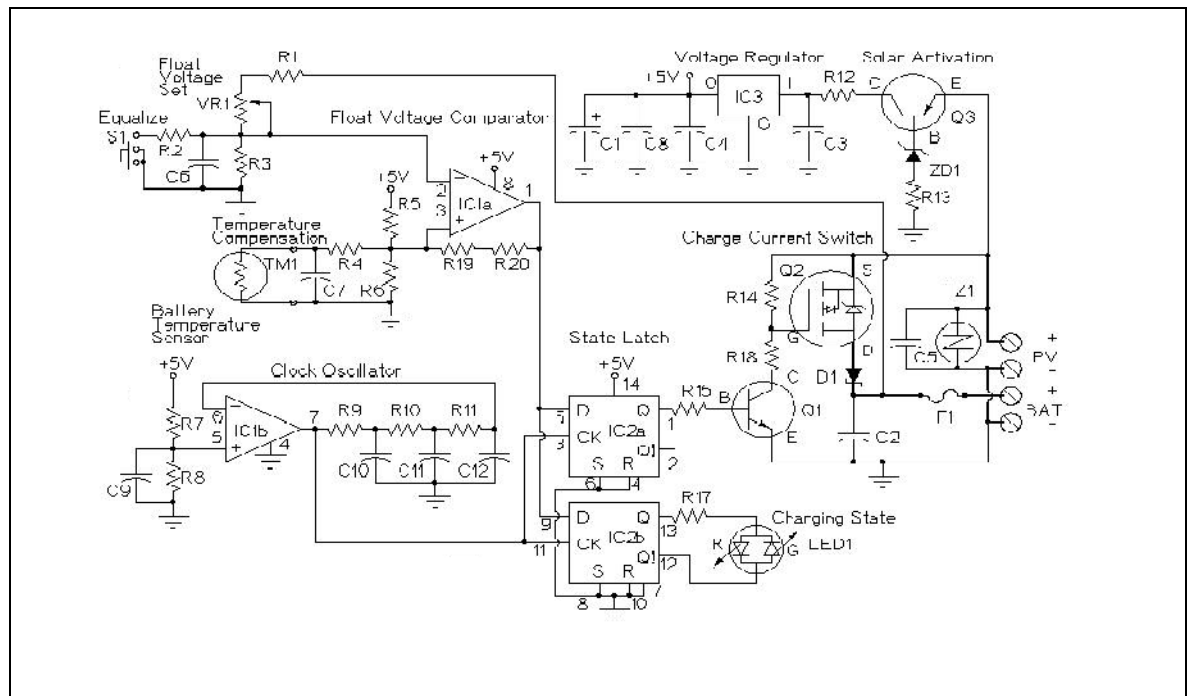 R1
Float
Voltage
Set
VR1
Equalize
S1
R2
C6
R3
Float Voltage Comparator
+5V
2
3
−
+
IC1a
8
1
+5V
R5
Temperature
Compensation
TM1
C7
R4
R6
R19
R20
Battery
Temperature
Sensor
Voltage Regulator
+5V
O
I
IC3
G
+
C1
C8
C4
C3
R12
Solar Activation
C
E
B
Q3
ZD1
R13
Charge Current Switch
Q2
S
R14
G
D
R18
D1
Z1
C5
+
PV
-
+
BAT
-
F1
C2
C
B
Q1
E
+5V
R7
R8
C9
Clock Oscillator
6
5
−
+
IC1b
4
7
R9
R10
R11
C10
C11
C12
State Latch
+5V
14
5
3
D
CK
Q
IC2a
Q1
S
R
1
2
6
4
R15
9
11
D
CK
Q
IC2b
Q1
S
R
13
12
8
10
7
R17
Charging State
R
G
LED1